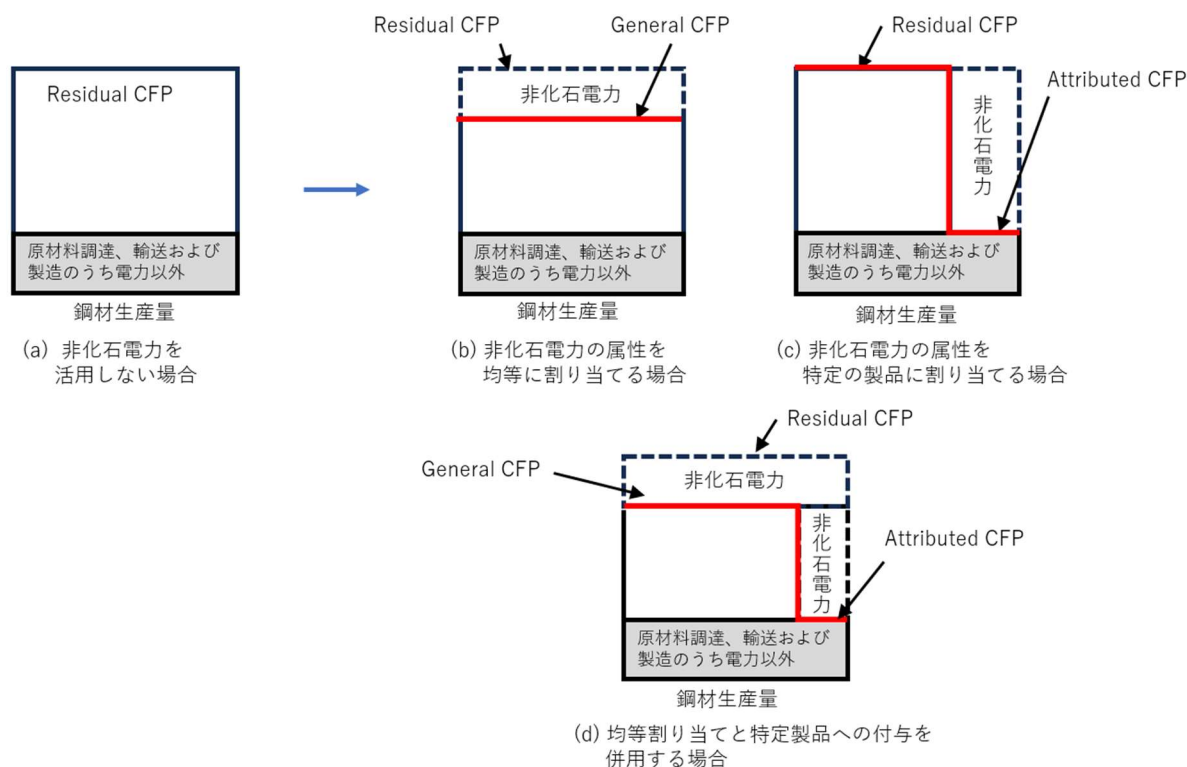 Residual CFP
原材料調達、輸送および
製造のうち電力以外
鋼材生産量
(a) 非化石電力を
活用しない場合
Residual CFP
General CFP
非化石電力
原材料調達、輸送および
製造のうち電力以外
鋼材生産量
(b) 非化石電力の属性を
均等に割り当てる場合
Residual CFP
Attributed CFP
非化石電力
原材料調達、輸送および
製造のうち電力以外
鋼材生産量
(c) 非化石電力の属性を
特定の製品に割り当てる場合
Residual CFP
General CFP
非化石電力
非化石電力
Attributed CFP
原材料調達、輸送および
製造のうち電力以外
鋼材生産量
(d) 均等割り当てと特定製品への付与を
併用する場合